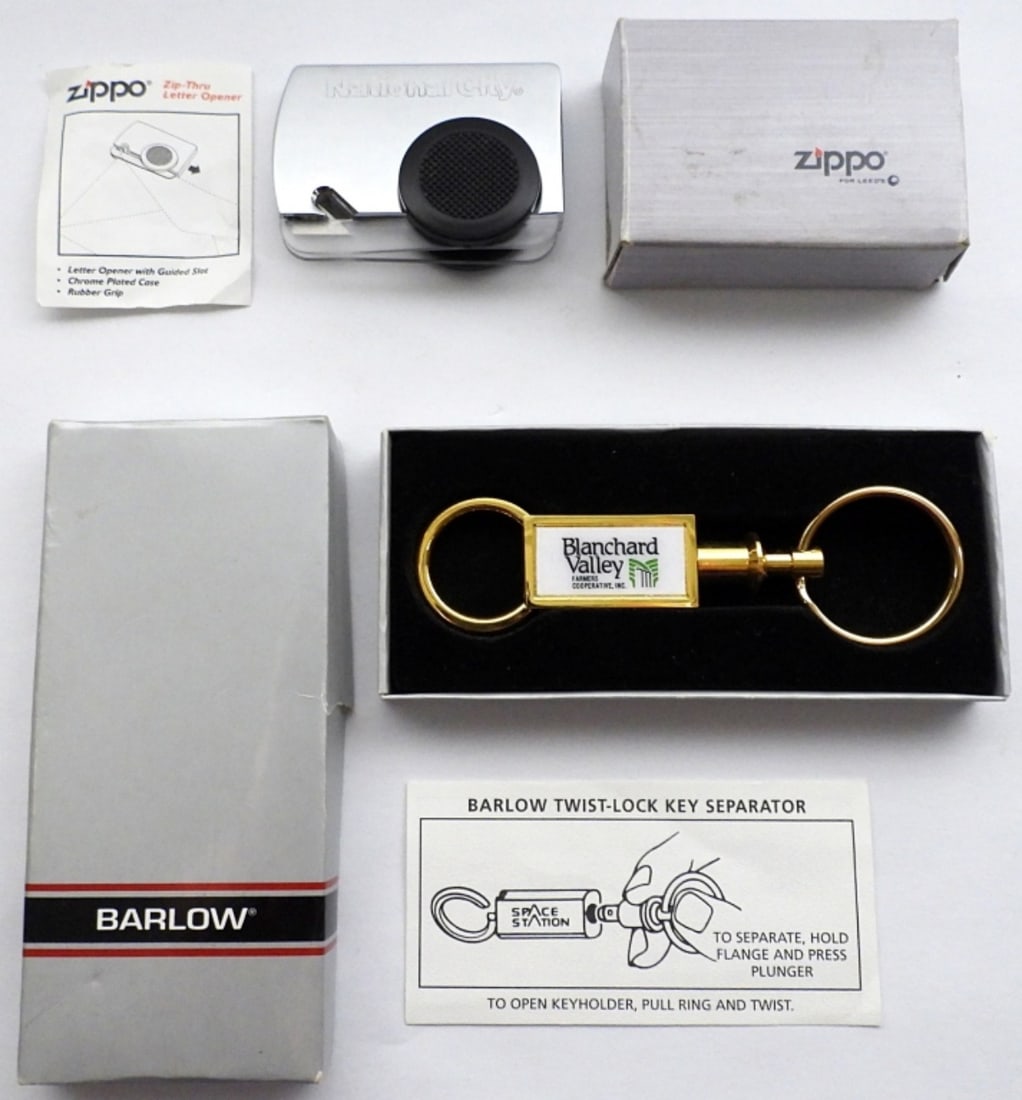 zippo® Zip-Thru
Letter Opener
• Letter Opener with Guided Slot
• Chrome Plated Case
• Rubber Grip
National City®
zippo®
FOR LEED'S
Blanchard
Valley
FARMERS
COOPERATIVE, INC.
BARLOW®
BARLOW TWIST-LOCK KEY SEPARATOR
SPACE
STATION
TO SEPARATE, HOLD
FLANGE AND PRESS
PLUNGER
TO OPEN KEYHOLDER, PULL RING AND TWIST.